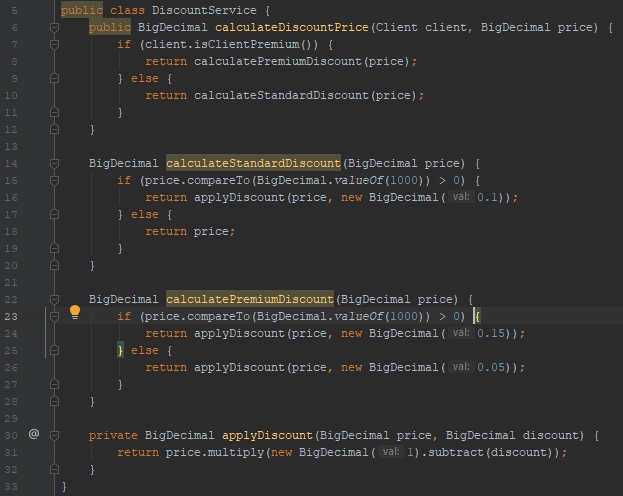 5 public class DiscountService {
6 public BigDecimal calculateDiscountPrice(Client client, BigDecimal price) {
7 if (client.isClientPremium()) {
8 return calculatePremiumDiscount(price);
9 } else {
10 return calculateStandardDiscount(price);
11 }
12 }
13
14 BigDecimal calculateStandardDiscount(BigDecimal price) {
15 if (price.compareTo(BigDecimal.valueOf(1000)) > 0) {
16 return applyDiscount(price, new BigDecimal( val: 0.1));
17 } else {
18 return price;
19 }
20 }
21
22 BigDecimal calculatePremiumDiscount(BigDecimal price) {
23 if (price.compareTo(BigDecimal.valueOf(1000)) > 0) {
24 return applyDiscount(price, new BigDecimal( val: 0.15));
25 } else {
26 return applyDiscount(price, new BigDecimal( val: 0.05));
27 }
28 }
29
30 @ private BigDecimal applyDiscount(BigDecimal price, BigDecimal discount) {
31 return price.multiply(new BigDecimal( val: 1).subtract(discount));
32 }
33 }